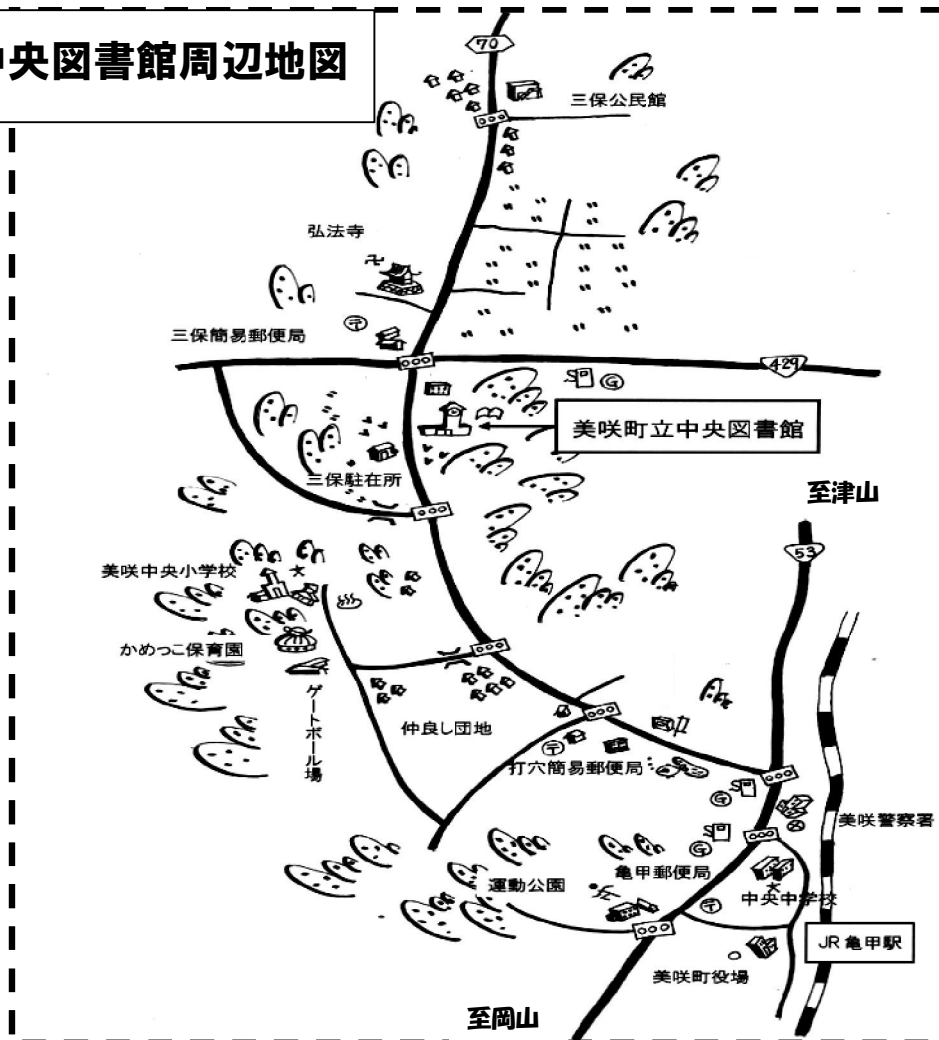 中央図書館周辺地図
70
三保公民館
弘法寺
卍
三保簡易郵便局
〒
429
G
美咲町立中央図書館
三保駐在所
至津山
53
美咲中央小学校
かめっこ保育園
ゲートボール場
仲良し団地
〒
打穴簡易郵便局
G
美咲警察署
G
亀甲郵便局
運動公園
中央中学校
〒
JR亀甲駅
美咲町役場
至岡山